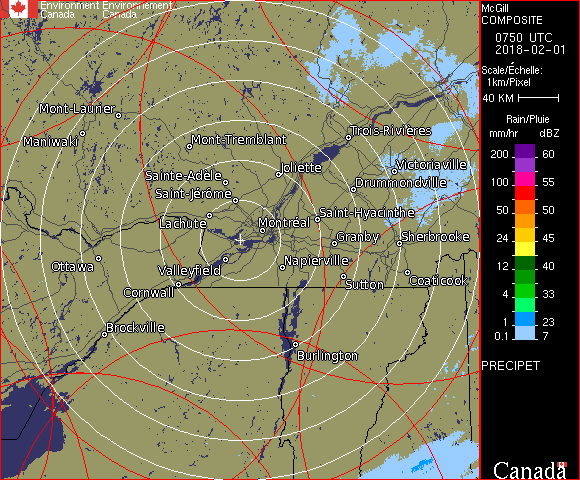 Environment Environnement
Canada Canada
McGill
COMPOSITE
0750 UTC
2018-02-01
Scale/Échelle:
1km/Pixel
40 KM
Rain/Pluie
mm/hr dBZ
200 60
100 55
50 50
24 45
12 40
4 33
1 23
0.1 7
PRECIPET
Canada
Mont-Laurier
Maniwaki
Mont-Tremblant
Trois-Rivières
Joliette
Victoriaville
Sainte-Adèle
Drummondville
Saint-Jérôme
Lachute
Saint-Hyacinthe
Montréal
Granby
Sherbrooke
Ottawa
Valleyfield
Napierville
Coaticook
Cornwall
Sutton
Brockville
Burlington